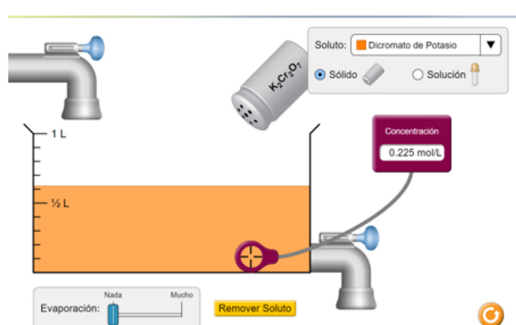 Soluto: Dicromato de Potasio
Sólido Solución
K₂Cr₂O₇
1 L
Concentración
0.225 mol/L
½ L
Nada Mucho
Evaporación:
Remover Soluto